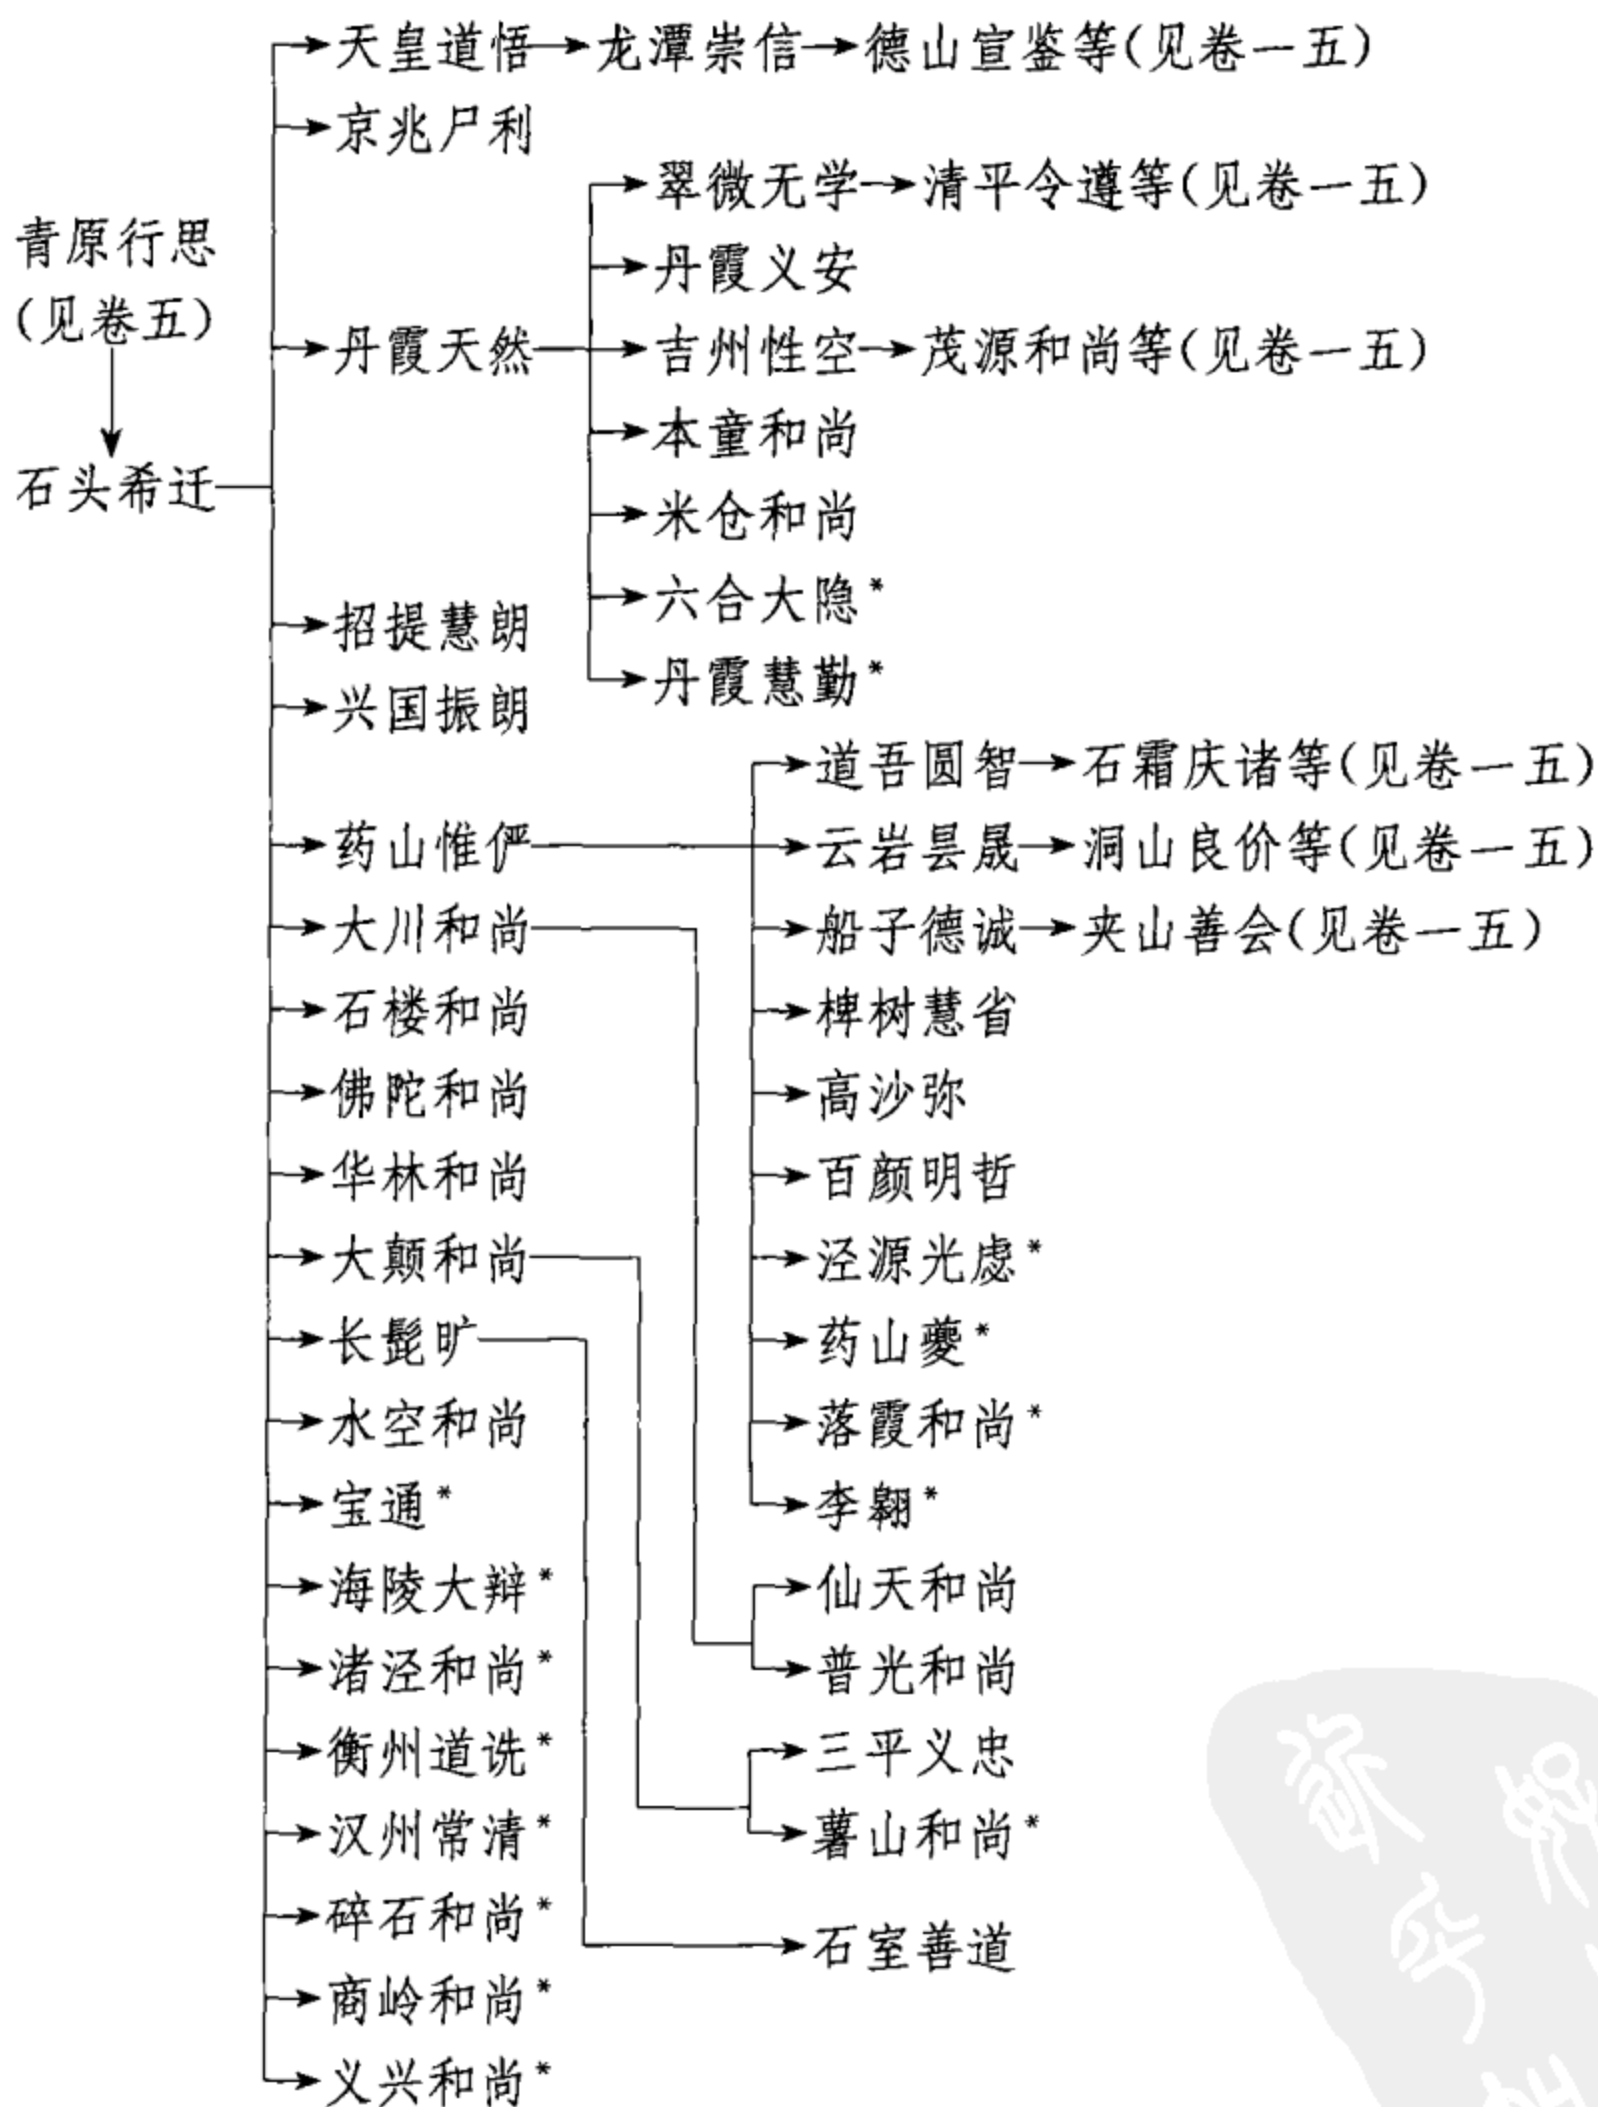 天皇道悟 龙潭崇信 德山宣鉴等(见卷一五)
京兆尸利
翠微无学 清平令遵等(见卷一五)
青原行思
丹霞义安
(见卷五)
丹霞天然 吉州性空 茂源和尚等(见卷一五)
本童和尚
石头希迁
米仓和尚
六合大隐*
招提慧朗
丹霞慧勤*
兴国振朗
道吾圆智 石霜庆诸等(见卷一五)
药山惟俨 云岩昙晟 洞山良价等(见卷一五)
大川和尚 船子德诚 夹山善会(见卷一五)
石楼和尚 椑树慧省
佛陀和尚 高沙弥
华林和尚 百颜明哲
大颠和尚 泾源光虑*
长髭旷 药山夔*
水空和尚 落霞和尚*
宝通* 李翱*
海陵大辩* 仙天和尚
渚泾和尚* 普光和尚
衡州道诜* 三平义忠
汉州常清* 薯山和尚*
碎石和尚* 石室善道
商岭和尚*
义兴和尚*